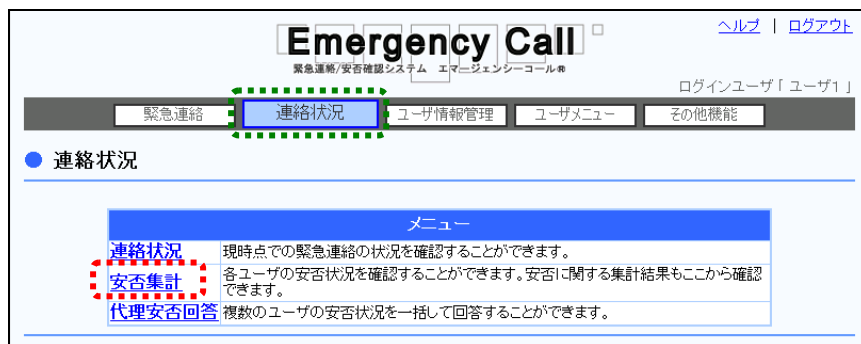 ヘルプ | ログアウト
Emergency Call
緊急連絡/安否確認システム エマージェンシーコール®
ログインユーザ「 ユーザ1 」
緊急連絡 連絡状況 ユーザ情報管理 ユーザメニュー その他機能
連絡状況
メニュー
連絡状況 現時点での緊急連絡の状況を確認することができます。
安否集計 各ユーザの安否状況を確認することができます。安否に関する集計結果もここから確認
できます。
代理安否回答 複数のユーザの安否状況を一括して回答することができます。